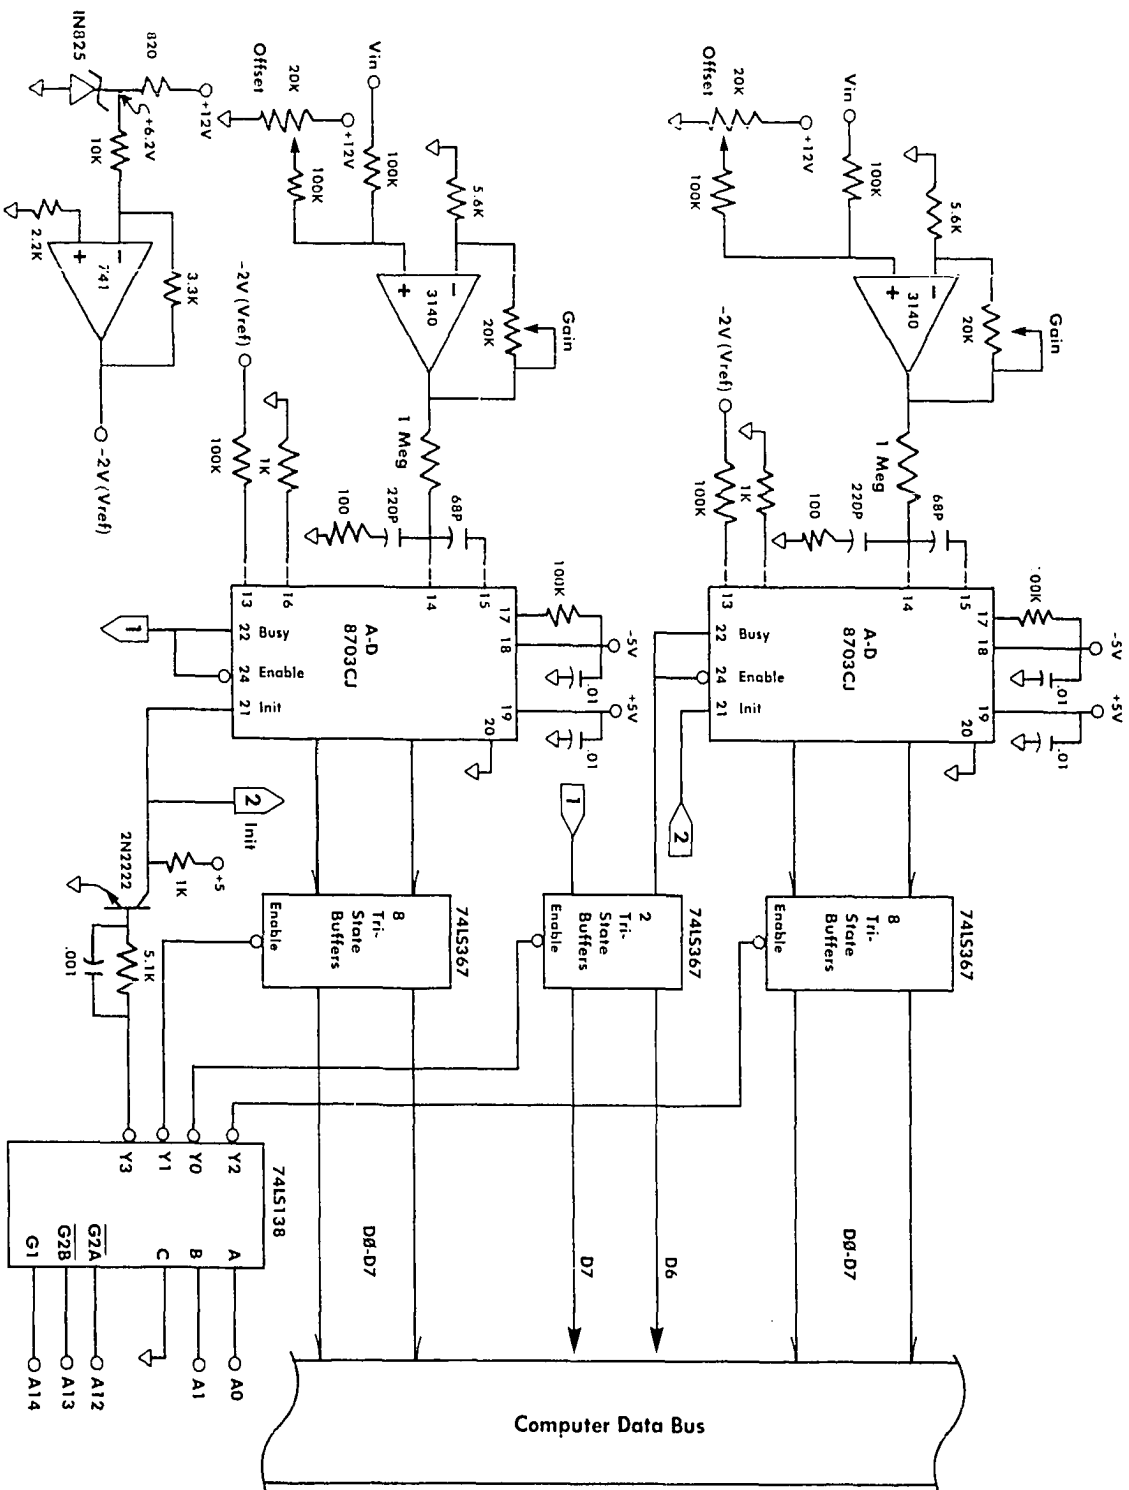 IN825
820
+12V
+6.2V
10K
2.2K
+
−
741
3.3K
−2V (Vref)
Vin
Offset
20K
+12V
100K
100K
5.6K
+
−
3140
20K
Gain
−2V (Vref)
100K
1K
1 Meg
100
220P
68P
13
16
14
15
17
18
19
20
22 Busy
24 Enable
21 Init
A-D
8703CJ
100K
-5V
.01
+5V
.01
1
2
Init
2N2222
1K
+5
5.1K
.001
Vin
Offset
20K
+12V
100K
100K
5.6K
+
−
3140
20K
Gain
−2V (Vref)
100K
1K
1 Meg
100
220P
68P
13
14
15
17
18
19
20
22 Busy
24 Enable
21 Init
A-D
8703CJ
00K
-5V
.01
+5V
.01
1
2
74LS367
8
Tri-
State
Buffers
Enable
74LS367
2
Tri-
State
Buffers
Enable
74LS367
8
Tri-
State
Buffers
Enable
74LS138
Y3
Y1
Y0
Y2
G1
G2B
G2A
C
B
A
A14
A13
A12
A1
A0
DØ-D7
D7
D6
DØ-D7
Computer Data Bus